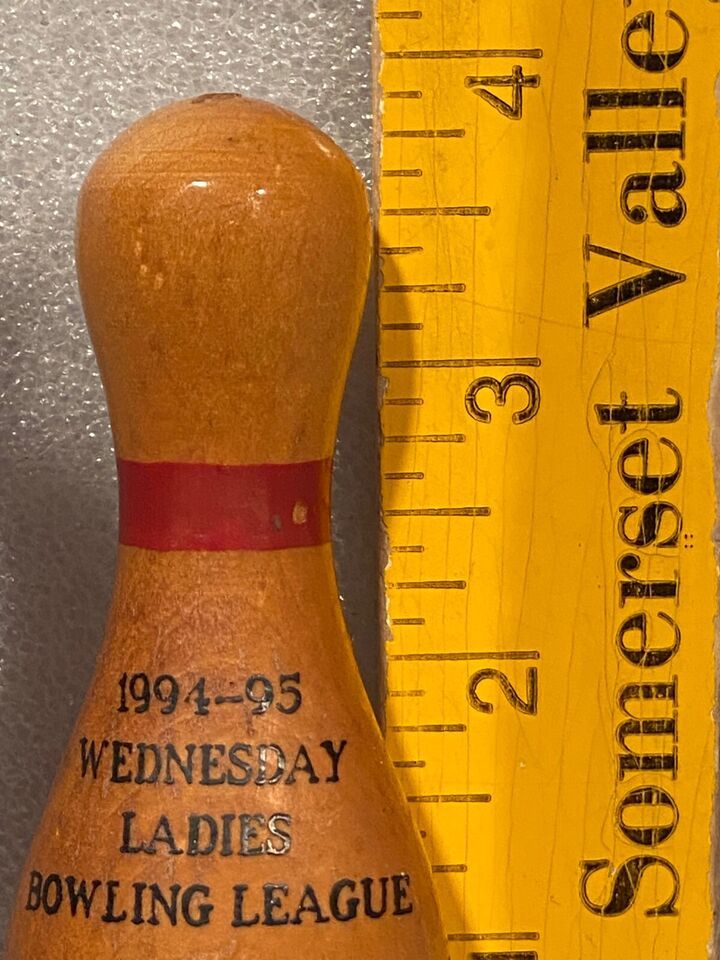 1994-95
WEDNESDAY
LADIES
BOWLING LEAGUE
4
3
2
Somerset Valle